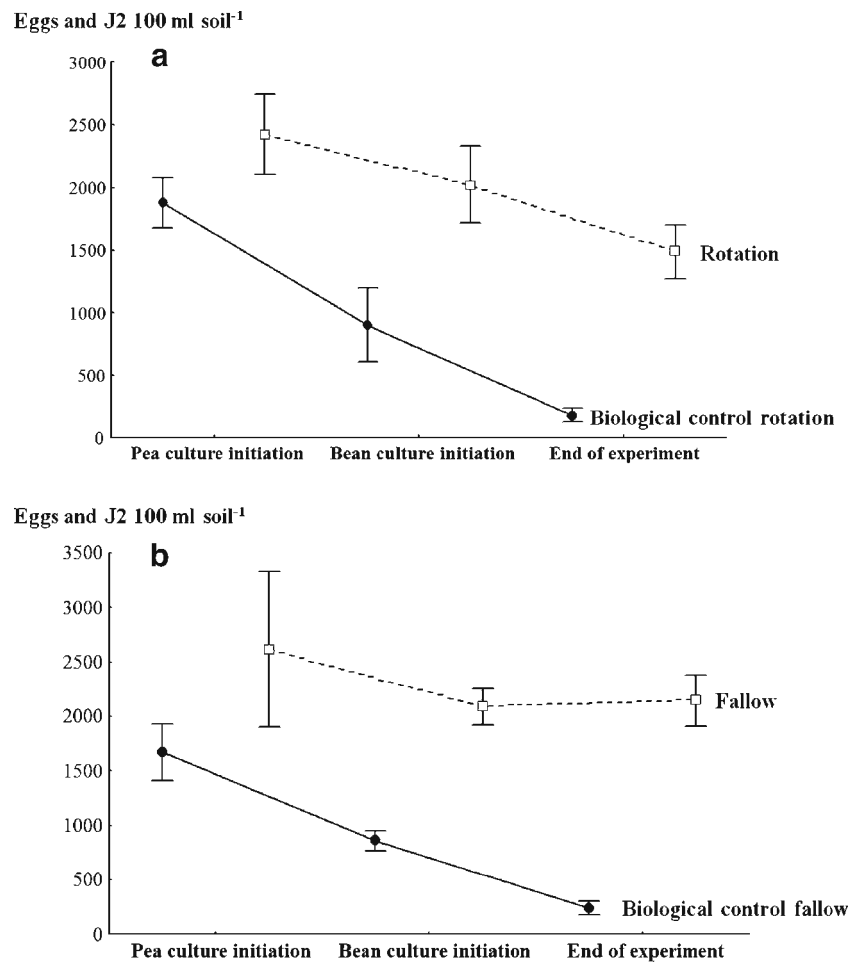 Eggs and J2 100 ml soil⁻¹
a
3000
2500
2000
1500
1000
500
0
Rotation
Biological control rotation
Pea culture initiation Bean culture initiation End of experiment
Eggs and J2 100 ml soil⁻¹
b
3500
3000
2500
2000
1500
1000
500
0
Fallow
Biological control fallow
Pea culture initiation Bean culture initiation End of experiment